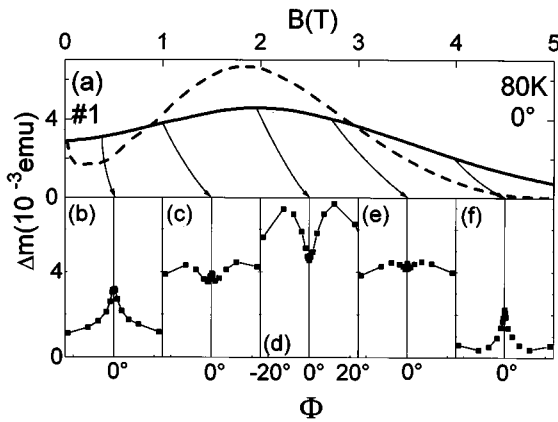 B(T)
0 1 2 3 4 5
(a) 80K
#1 0°
4
0
Δm(10⁻³emu)
(b) (c) (e) (f)
4
(d)
0
0° 0° -20° 0° 20° 0° 0°
Φ